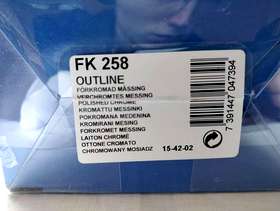 FK 258
OUTLINE
FÖRKROMAD MÄSSING
VERCHROMTES MESSING
POLISHED CHROME
KROMATTU MESSINKI
POKROMANA MEDENINA
KROMIRANI MESING
FORKROMET MESSING
LAITON CHROMÉ
OTTONE CROMATO
CHROMOWANY MOSIADZ 15-42-02
7 391447 047394